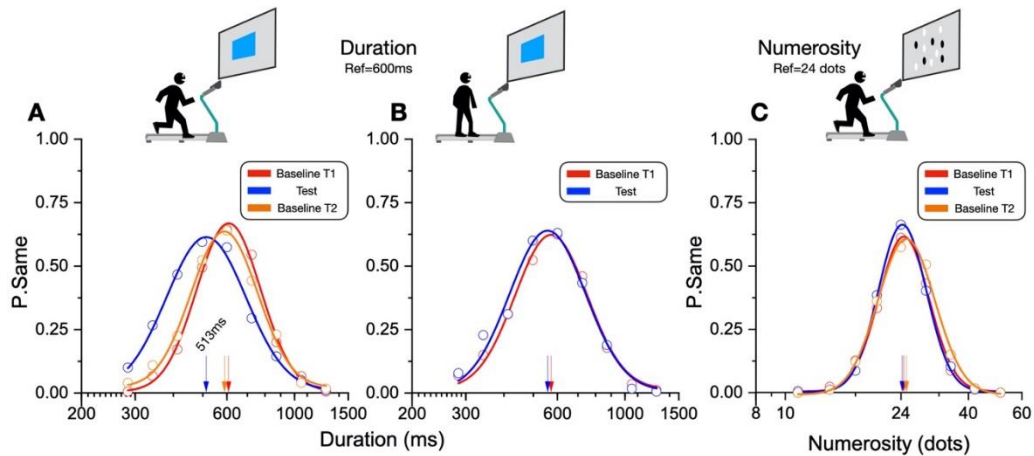 Duration
Ref=600ms
Numerosity
Ref=24 dots
A
B
C
1.00
0.75
0.50
0.25
0.00
P.Same
Baseline T1
Test
Baseline T2
513ms
200 300 600 1000 1500
1.00
0.75
0.50
0.25
0.00
P.Same
Baseline T1
Test
200 300 600 1000 1500
Duration (ms)
1.00
0.75
0.50
0.25
0.00
P.Same
Baseline T1
Test
Baseline T2
8 10 24 40 60
Numerosity (dots)